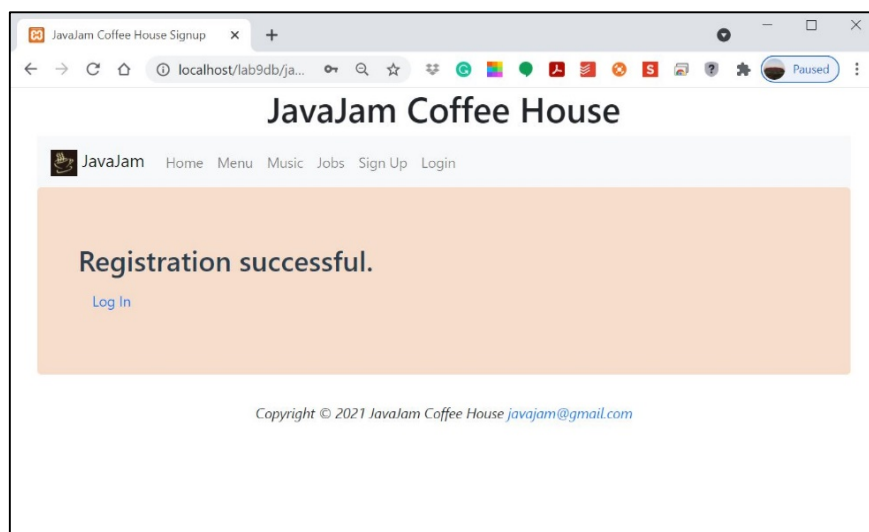 JavaJam Coffee House Signup
localhost/lab9db/ja...
Paused
JavaJam Coffee House
JavaJam Home Menu Music Jobs Sign Up Login
Registration successful.
Log In
Copyright © 2021 JavaJam Coffee House javajam@gmail.com